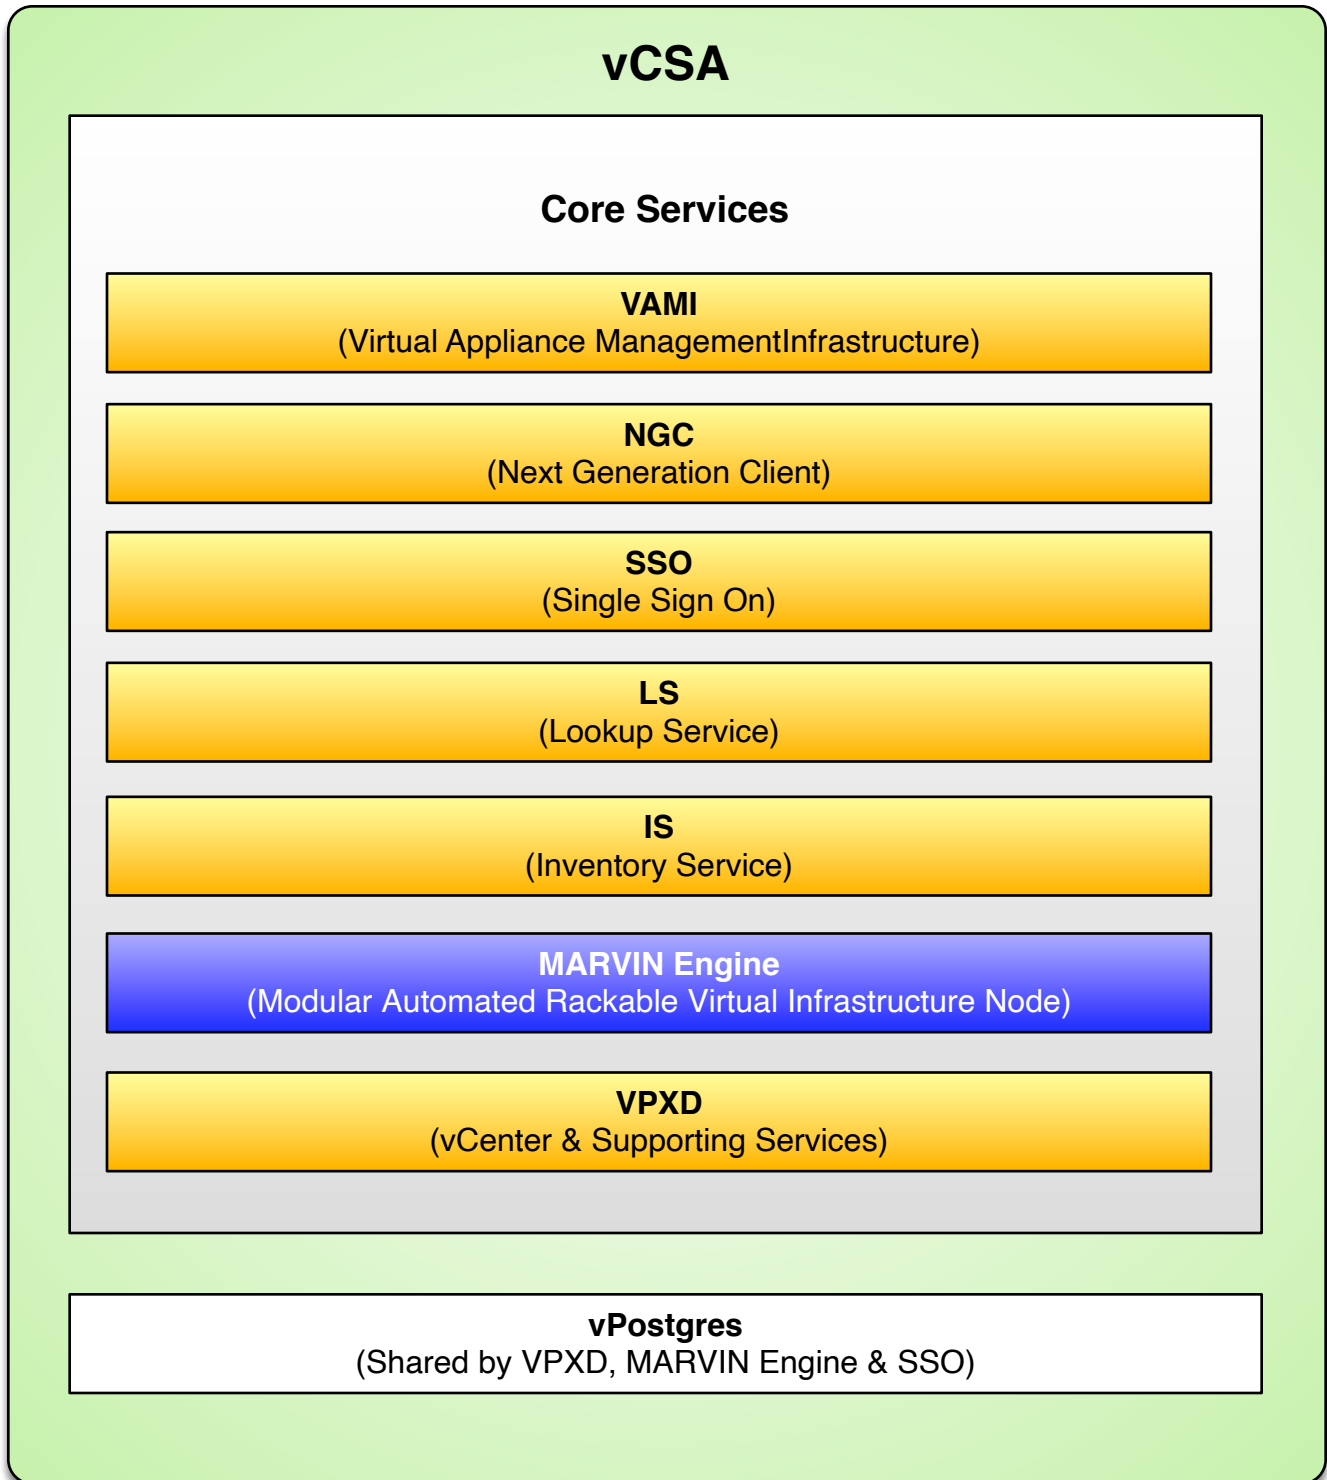 vCSA
Core Services
VAMI
(Virtual Appliance ManagementInfrastructure)
NGC
(Next Generation Client)
SSO
(Single Sign On)
LS
(Lookup Service)
IS
(Inventory Service)
MARVIN Engine
(Modular Automated Rackable Virtual Infrastructure Node)
VPXD
(vCenter & Supporting Services)
vPostgres
(Shared by VPXD, MARVIN Engine & SSO)